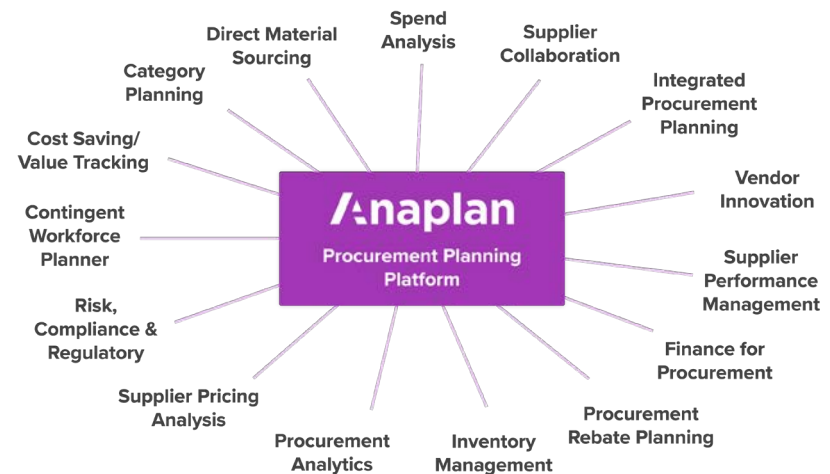 Spend
Analysis
Direct Material
Sourcing
Supplier
Collaboration
Category
Planning
Integrated
Procurement
Planning
Cost Saving/
Value Tracking
Vendor
Innovation
Contingent
Workforce
Planner
Anaplan
Procurement Planning
Platform
Supplier
Performance
Management
Risk,
Compliance &
Regulatory
Finance for
Procurement
Supplier Pricing
Analysis
Procurement
Rebate Planning
Procurement
Analytics
Inventory
Management